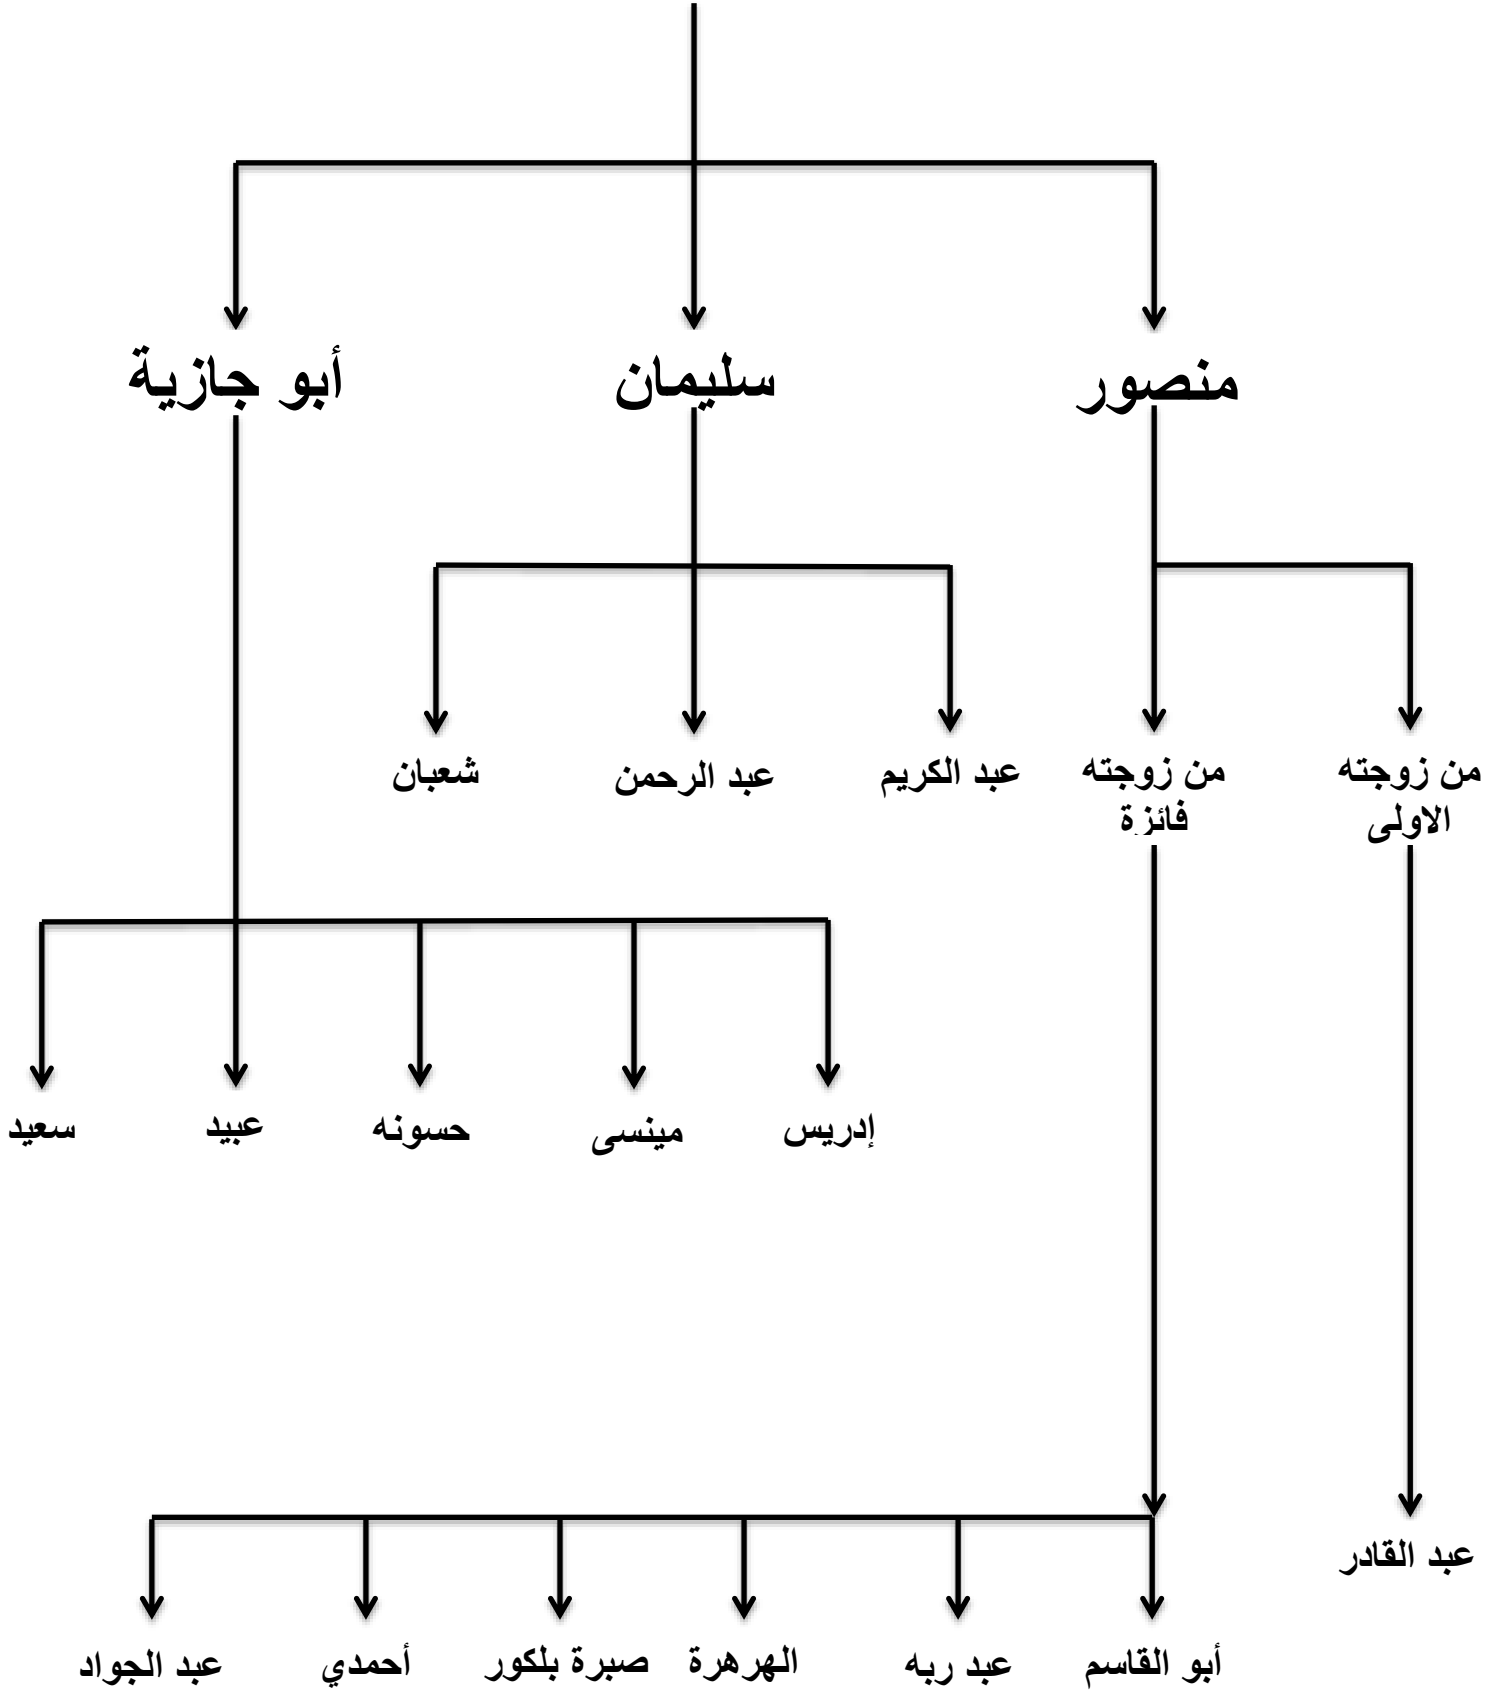 منصور
سليمان
أبو جازية
من زوجته
الاولى
من زوجته
فائزة
عبد الكريم
عبد الرحمن
شعبان
إدريس
مينسى
حسونه
عبيد
سعيد
عبد القادر
أبو القاسم
عبد ربه
الهرهرة
صبرة بلكور
أحمدي
عبد الجواد